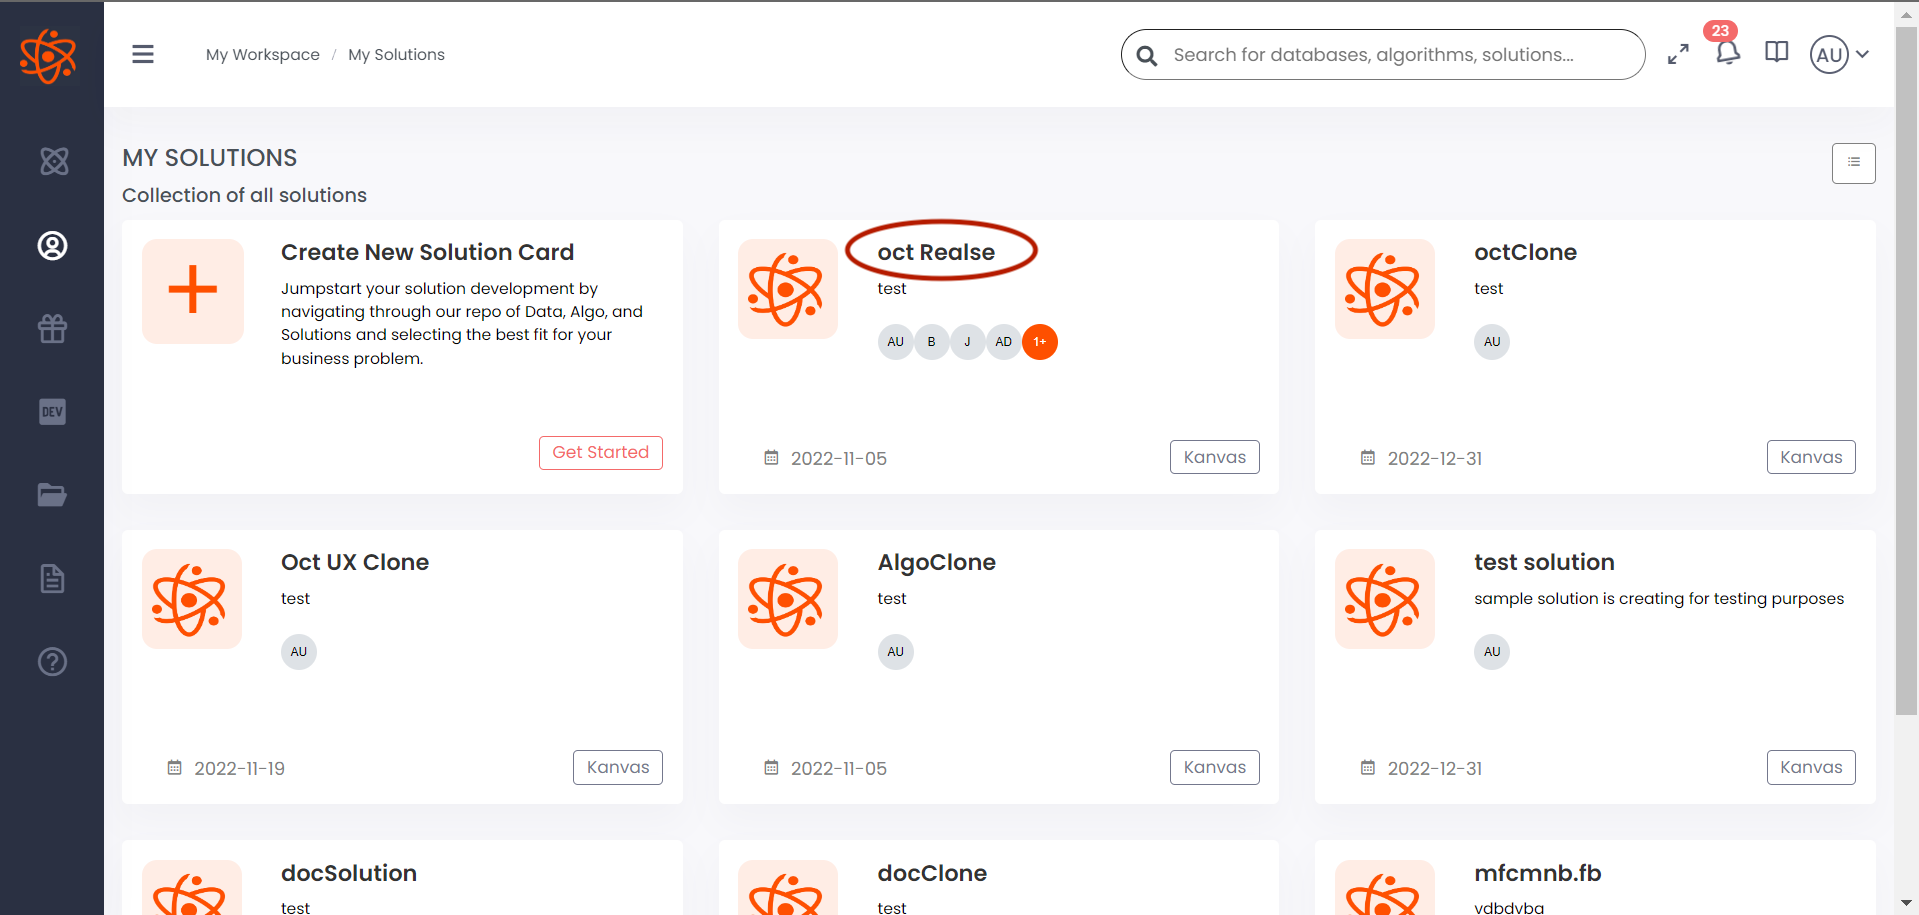 My Workspace / My Solutions
Search for databases, algorithms, solutions...
23
AU
MY SOLUTIONS
Collection of all solutions
DEV
Create New Solution Card
Jumpstart your solution development by
navigating through our repo of Data, Algo, and
Solutions and selecting the best fit for your
business problem.
Get Started
oct Realse
test
AU B J AD 1+
2022-11-05
Kanvas
octClone
test
AU
2022-12-31
Kanvas
Oct UX Clone
test
AU
2022-11-19
Kanvas
AlgoClone
test
AU
2022-11-05
Kanvas
test solution
sample solution is creating for testing purposes
AU
2022-12-31
Kanvas
docSolution
test
docClone
test
mfcmnb.fb
vdbdvba